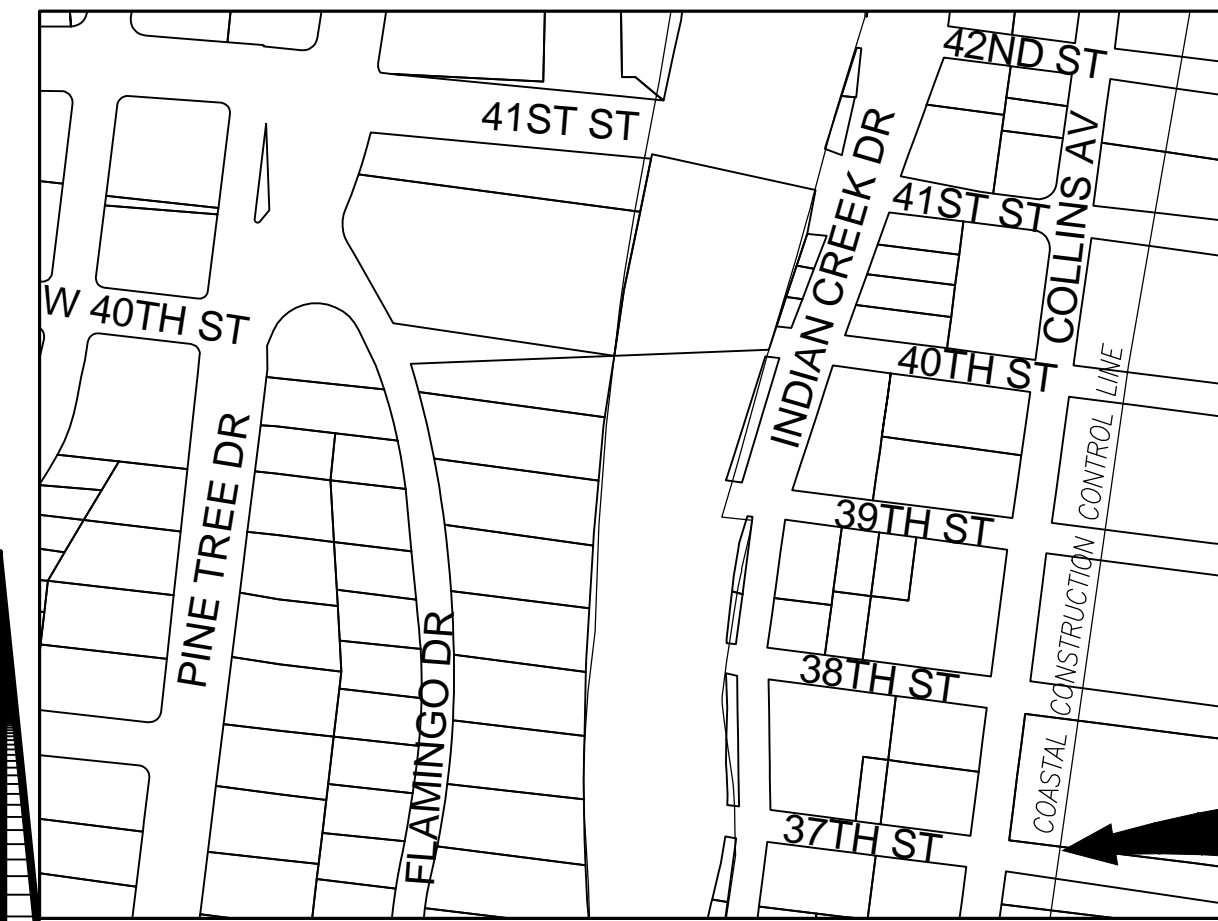 42ND ST
41ST ST
INDIAN CREEK DR
COLLINS AV
41ST ST
W 40TH ST
40TH ST
PINE TREE DR
39TH ST
COASTAL CONSTRUCTION CONTROL LINE
FLAMINGO DR
38TH ST
37TH ST